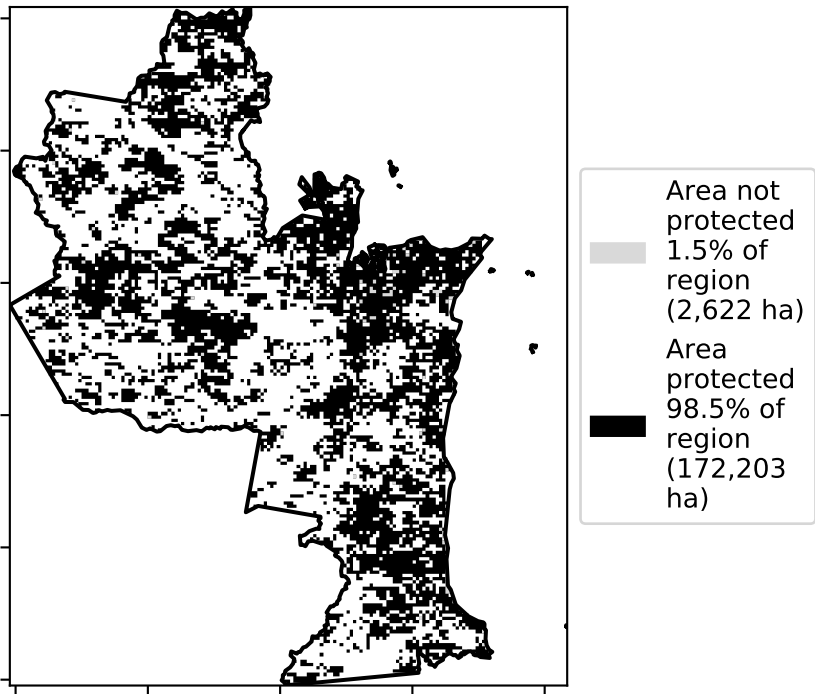 Area not
protected
1.5% of
region
(2,622 ha)
Area
protected
98.5% of
region
(172,203
ha)